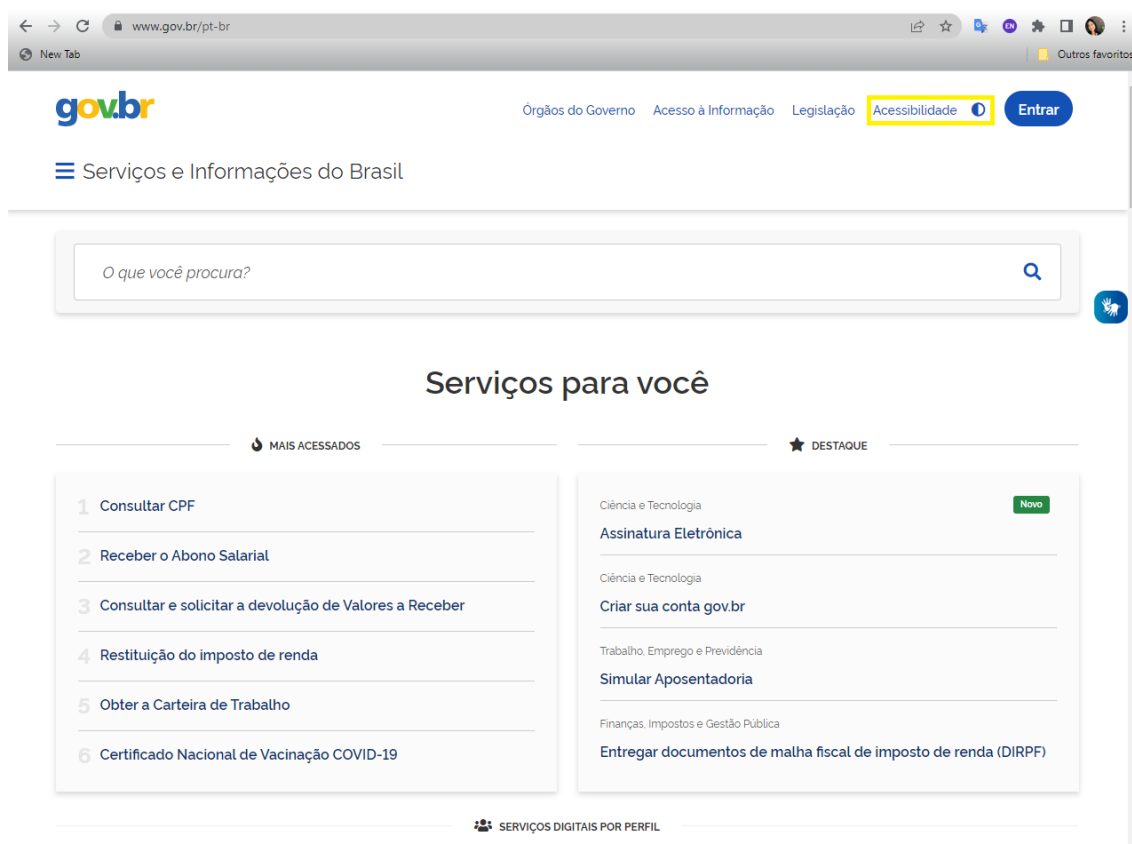 www.gov.br/pt-br
EN
New Tab
Outros favoritos
gov.br
Órgãos do Governo Acesso à Informação Legislação Acessibilidade Entrar
Serviços e Informações do Brasil
O que você procura?
Serviços para você
MAIS ACESSADOS
1 Consultar CPF
2 Receber o Abono Salarial
3 Consultar e solicitar a devolução de Valores a Receber
4 Restituição do imposto de renda
5 Obter a Carteira de Trabalho
6 Certificado Nacional de Vacinação COVID-19
DESTAQUE
Ciência e Tecnologia Novo
Assinatura Eletrônica
Ciência e Tecnologia
Criar sua conta gov.br
Trabalho, Emprego e Previdência
Simular Aposentadoria
Finanças, Impostos e Gestão Pública
Entregar documentos de malha fiscal de imposto de renda (DIRPF)
SERVIÇOS DIGITAIS POR PERFIL